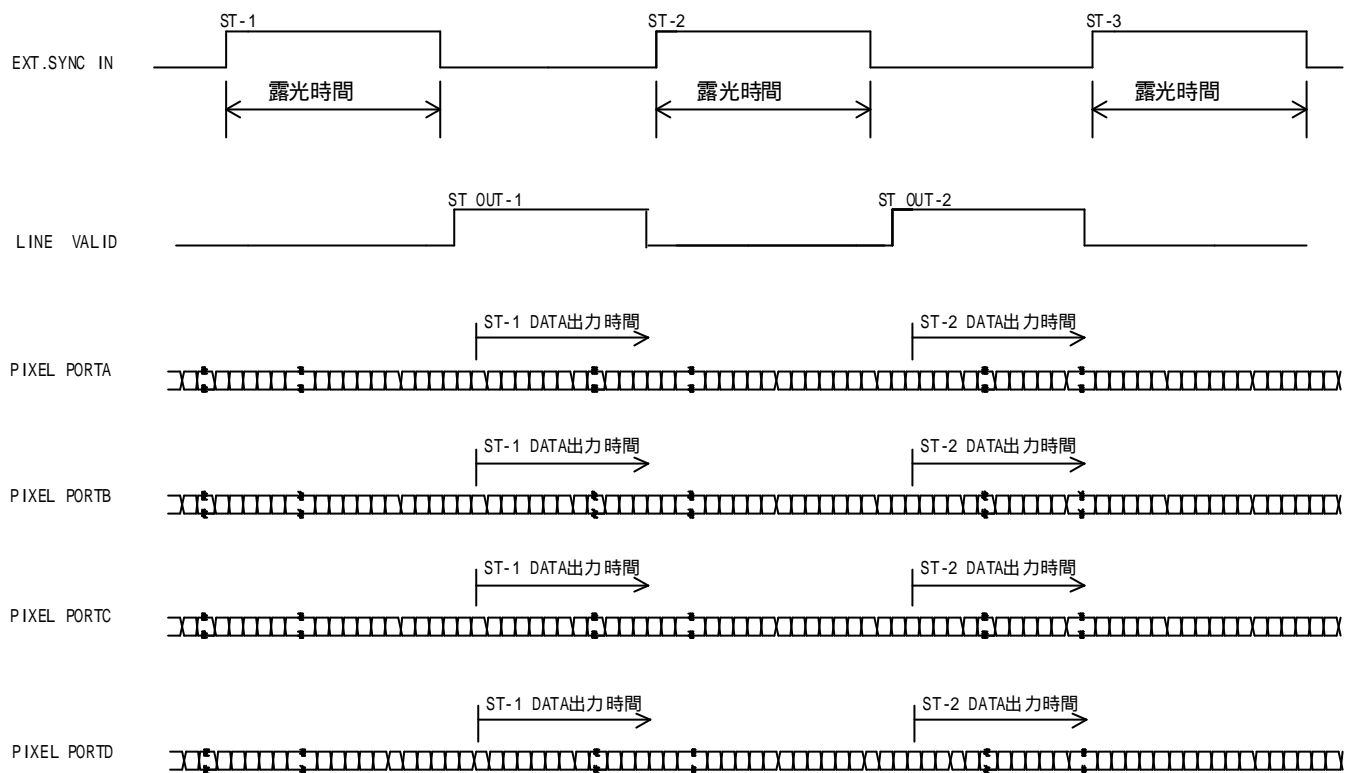 ST-1 ST-2 ST-3
EXT.SYNC IN
露光時間 露光時間 露光時間
ST OUT-1 ST OUT-2
LINE VALID
ST-1 DATA出力時間 ST-2 DATA出力時間
PIXEL PORTA
ST-1 DATA出力時間 ST-2 DATA出力時間
PIXEL PORTB
ST-1 DATA出力時間 ST-2 DATA出力時間
PIXEL PORTC
ST-1 DATA出力時間 ST-2 DATA出力時間
PIXEL PORTD